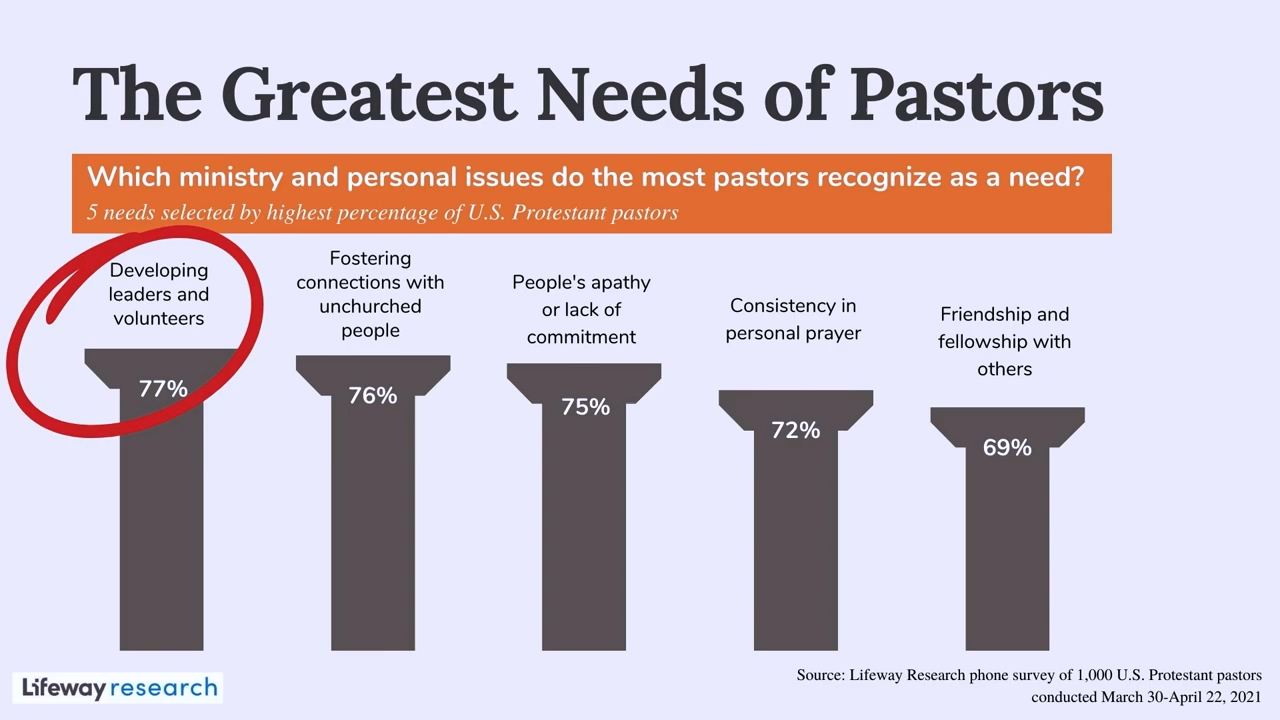 The Greatest Needs of Pastors
Which ministry and personal issues do the most pastors recognize as a need?
5 needs selected by highest percentage of U.S. Protestant pastors
Developing
leaders and
volunteers
77%
Fostering
connections with
unchurched
people
76%
People's apathy
or lack of
commitment
75%
Consistency in
personal prayer
72%
Friendship and
fellowship with
others
69%
Lifeway research
Source: Lifeway Research phone survey of 1,000 U.S. Protestant pastors
conducted March 30-April 22, 2021